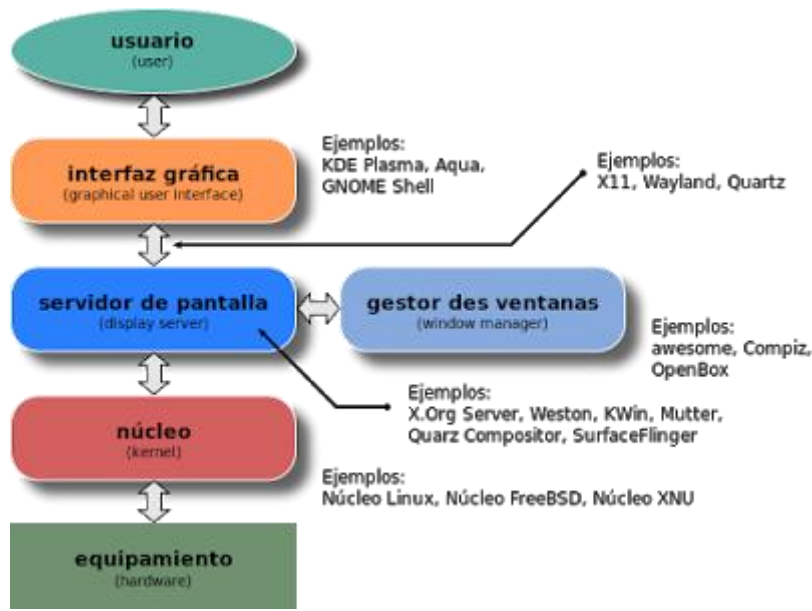 usuario
(user)
Ejemplos:
KDE Plasma, Aqua,
GNOME Shell
interfaz gráfica
(graphical user interface)
Ejemplos:
X11, Wayland, Quartz
servidor de pantalla
(display server)
gestor des ventanas
(window manager)
Ejemplos:
awesome, Compiz,
OpenBox
Ejemplos:
X.Org Server, Weston, KWin, Mutter,
Quarz Compositor, SurfaceFlinger
núcleo
(kernel)
Ejemplos:
Núcleo Linux, Núcleo FreeBSD, Núcleo XNU
equipamiento
(hardware)